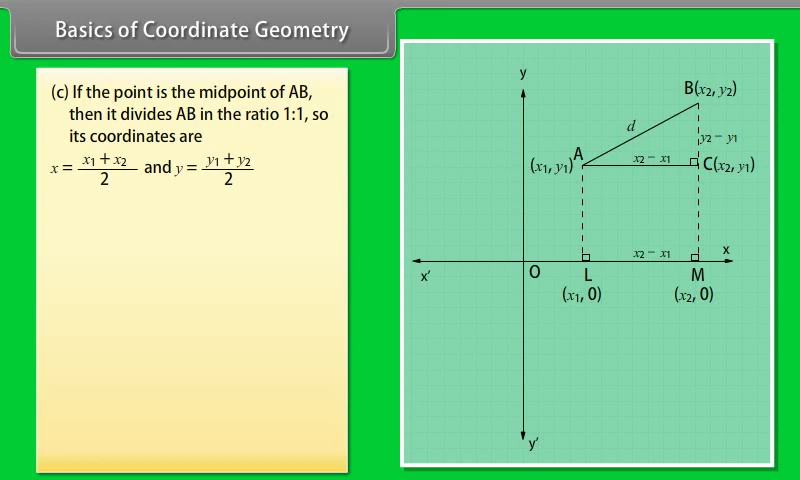 Basics of Coordinate Geometry
(c) If the point is the midpoint of AB,
then it divides AB in the ratio 1:1, so
its coordinates are
x = (x1 + x2)/2 and y = (y1 + y2)/2
y
B(x2, y2)
d
y2 − y1
A
(x1, y1)
x2 − x1
C(x2, y1)
x2 − x1
x
x′
O
L
M
(x1, 0)
(x2, 0)
y′